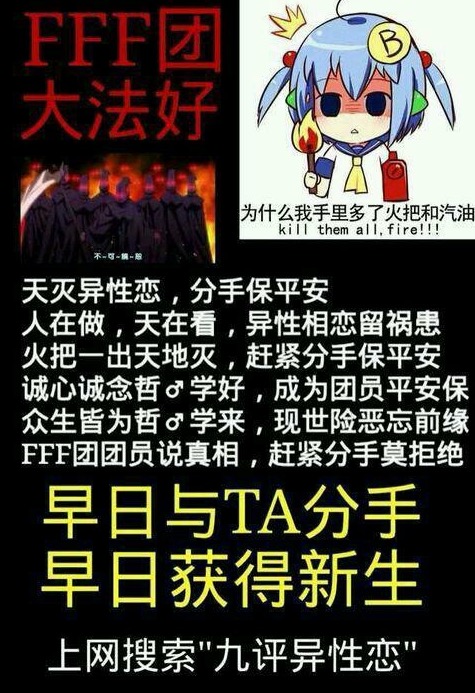 FFF团
大法好
B
不~可~饒~恕
为什么我手里多了火把和汽油
kill them all,fire!!!
天灭异性恋，分手保平安
人在做，天在看，异性相恋留祸患
火把一出天地灭，赶紧分手保平安
诚心诚念哲♂学好，成为团员平安保
众生皆为哲♂学来，现世险恶忘前缘
FFF团团员说真相，赶紧分手莫拒绝
早日与TA分手
早日获得新生
上网搜索"九评异性恋"